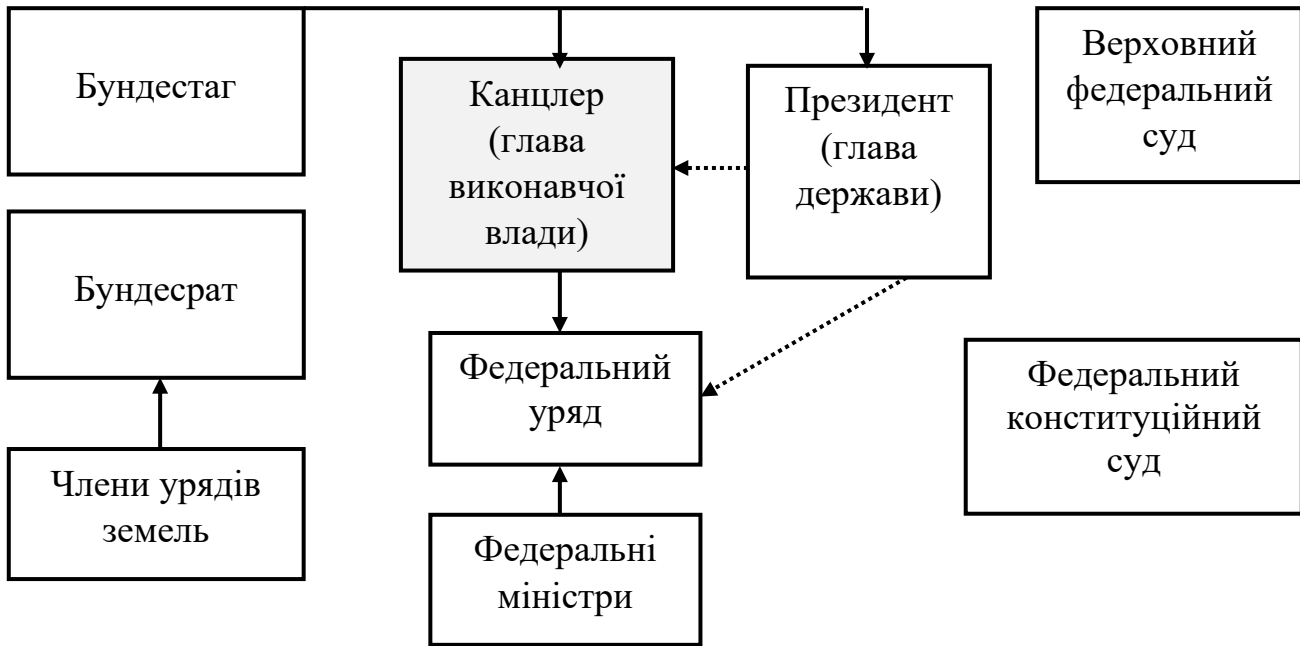 Бундестаг
Канцлер
(глава
виконавчої
влади)
Президент
(глава
держави)
Верховний
федеральний
суд
Бундесрат
Федеральний
уряд
Федеральний
конституційний
суд
Члени урядів
земель
Федеральні
міністри